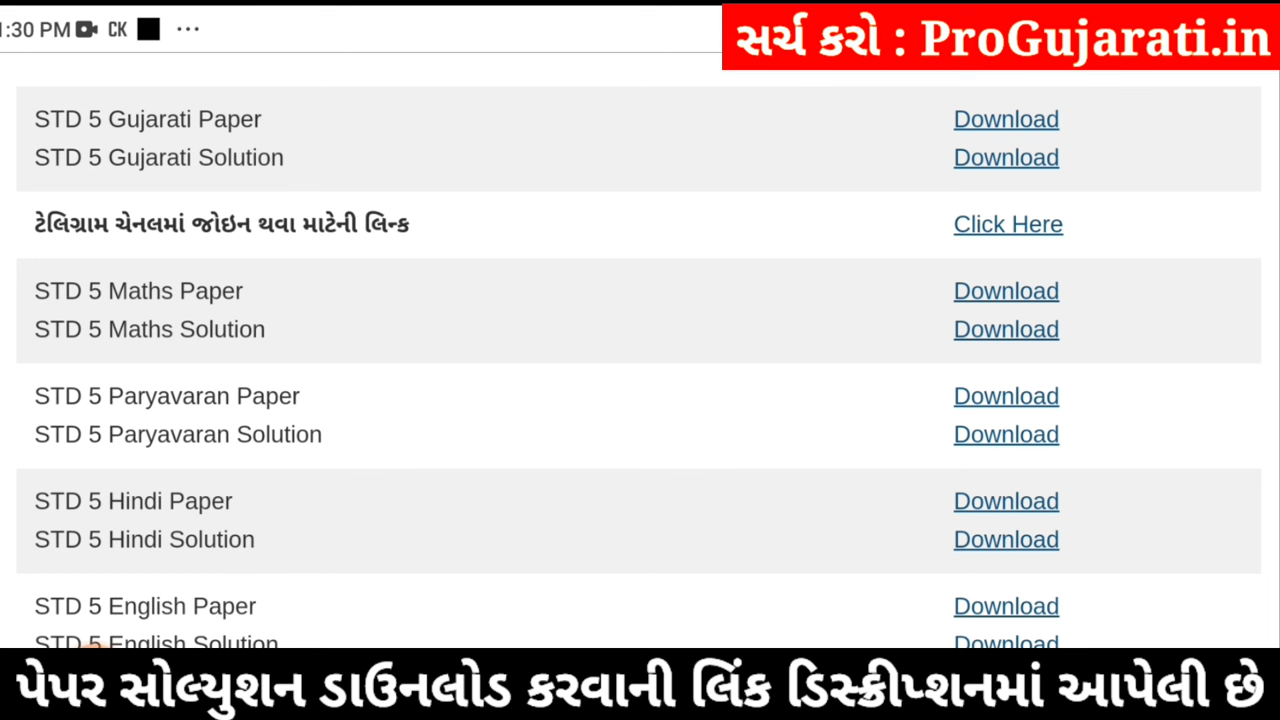 1:30 PM CK ...
સર્ચ કરો : ProGujarati.in
STD 5 Gujarati Paper Download
STD 5 Gujarati Solution Download
ટેલિગ્રામ ચેનલમાં જોઇન થવા માટેની લિન્ક Click Here
STD 5 Maths Paper Download
STD 5 Maths Solution Download
STD 5 Paryavaran Paper Download
STD 5 Paryavaran Solution Download
STD 5 Hindi Paper Download
STD 5 Hindi Solution Download
STD 5 English Paper Download
STD 5 English Solution Download
પેપર સોલ્યુશન ડાઉનલોડ કરવાની લિંક ડિસ્ક્રીપ્શનમાં આપેલી છે